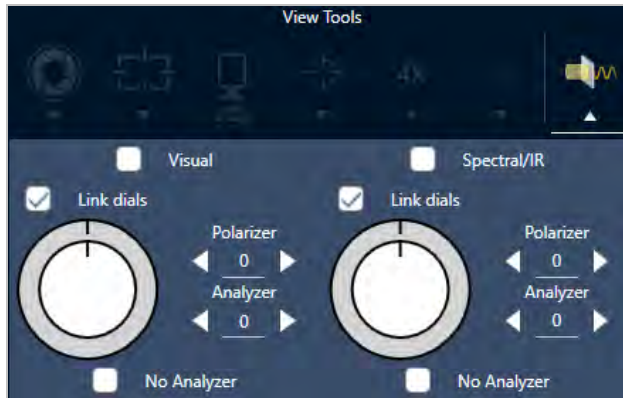 View Tools
4X
Visual
Spectral/IR
Link dials
Link dials
Polarizer
0
Analyzer
0
Polarizer
0
Analyzer
0
No Analyzer
No Analyzer